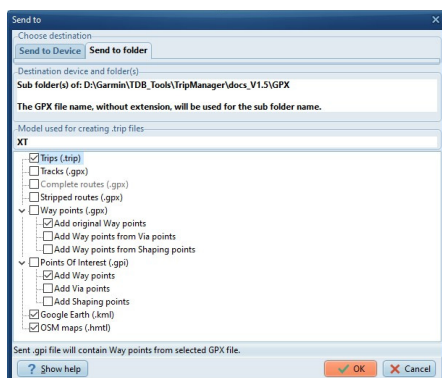 Send to
Choose destination
Send to Device Send to folder
Destination device and folder(s)
Sub folder(s) of: D:\Garmin\TDB_Tools\TripManager\docs_V1.5\GPX
The GPX file name, without extension, will be used for the sub folder name.
Model used for creating .trip files
XT
Trips (.trip)
Tracks (.gpx)
Complete routes (.gpx)
Stripped routes (.gpx)
Way points (.gpx)
Add original Way points
Add Way points from Via points
Add Way points from Shaping points
Points Of Interest (.gpi)
Add Way points
Add Via points
Add Shaping points
Google Earth (.kml)
OSM maps (.hmtl)
Sent .gpi file will contain Way points from selected GPX file.
? Show help OK Cancel